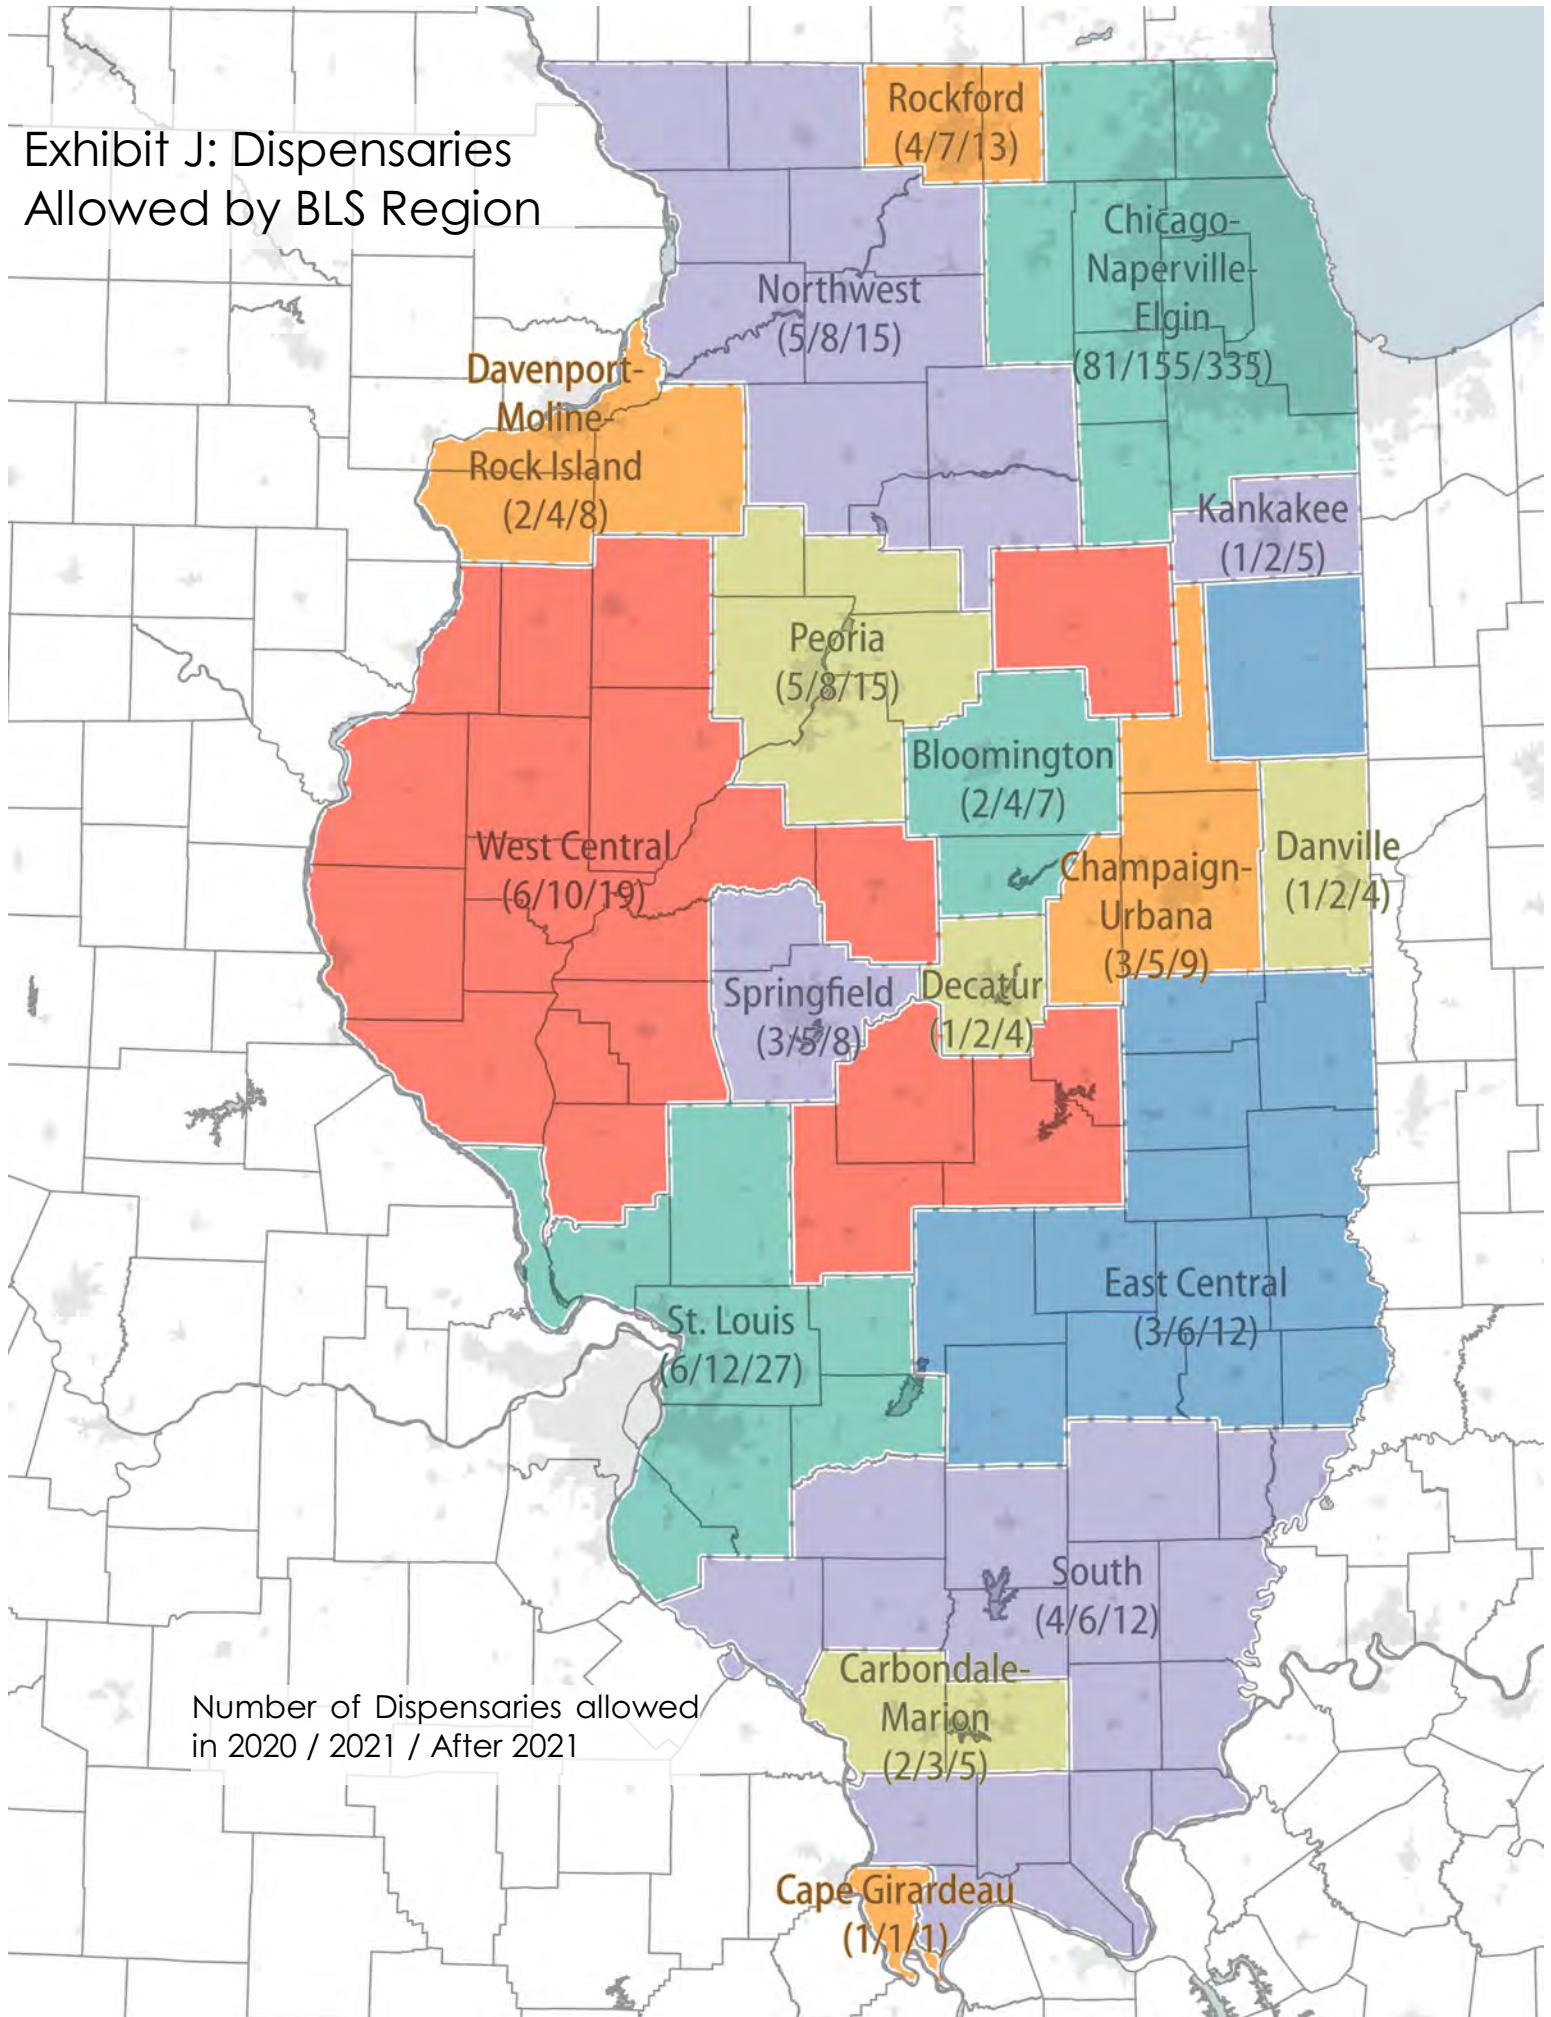 Exhibit J: Dispensaries
Allowed by BLS Region
Rockford
(4/7/13)
Chicago-
Naperville-
Elgin
(81/155/335)
Northwest
(5/8/15)
Davenport-
Moline-
Rock Island
(2/4/8)
Kankakee
(1/2/5)
Peoria
(5/8/15)
Bloomington
(2/4/7)
West Central
(6/10/19)
Champaign-
Urbana
(3/5/9)
Danville
(1/2/4)
Springfield
(3/5/8)
Decatur
(1/2/4)
East Central
(3/6/12)
St. Louis
(6/12/27)
South
(4/6/12)
Carbondale-
Marion
(2/3/5)
Number of Dispensaries allowed
in 2020 / 2021 / After 2021
Cape Girardeau
(1/1/1)